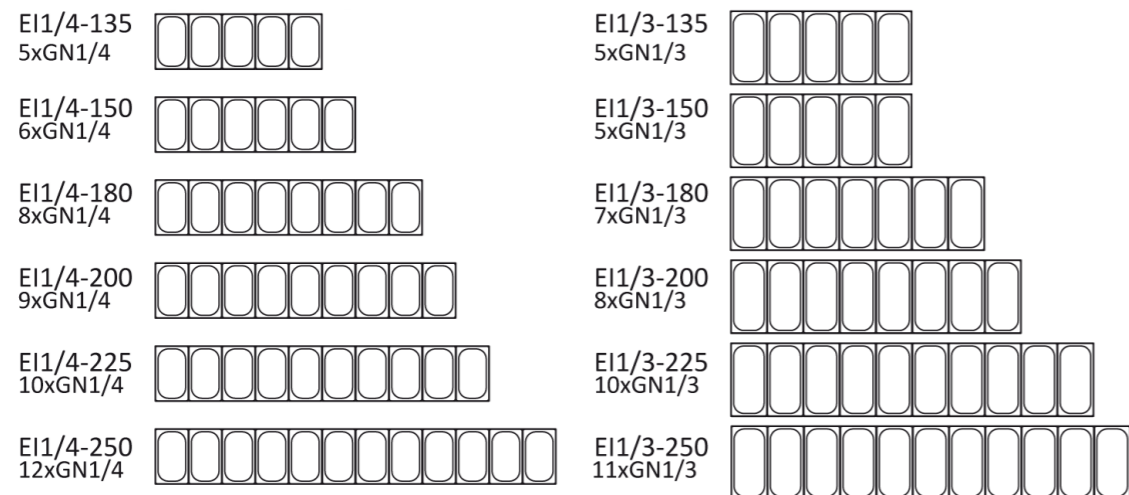 EI1/4-135
5xGN1/4
EI1/4-150
6xGN1/4
EI1/4-180
8xGN1/4
EI1/4-200
9xGN1/4
EI1/4-225
10xGN1/4
EI1/4-250
12xGN1/4
EI1/3-135
5xGN1/3
EI1/3-150
5xGN1/3
EI1/3-180
7xGN1/3
EI1/3-200
8xGN1/3
EI1/3-225
10xGN1/3
EI1/3-250
11xGN1/3